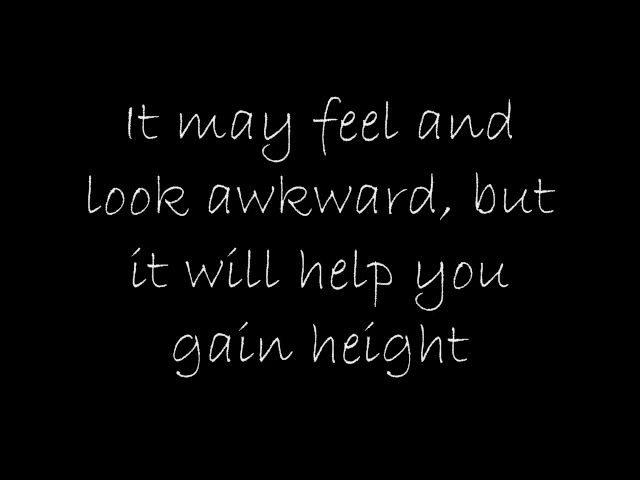 It may feel and
look awkward, but
it will help you
gain height